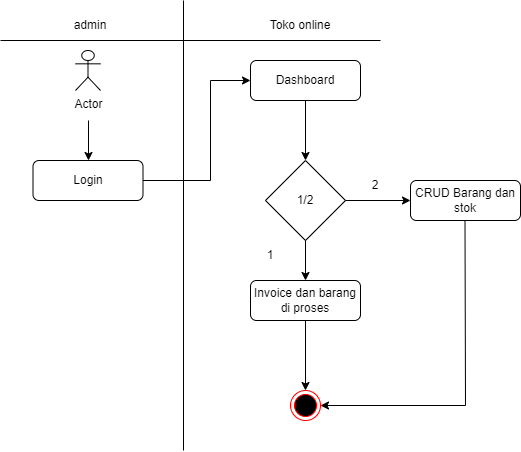 admin
Toko online
Actor
Dashboard
Login
1/2
2
CRUD Barang dan
stok
1
Invoice dan barang
di proses